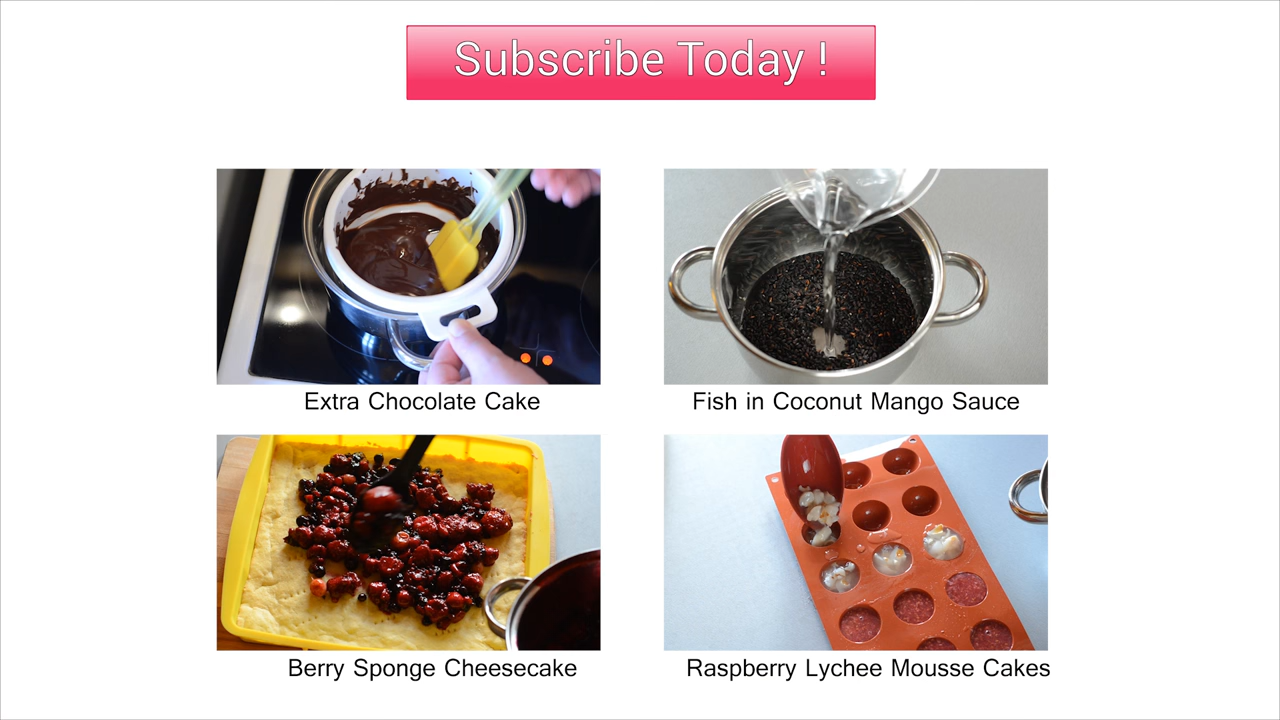 Subscribe Today !
Extra Chocolate Cake
Fish in Coconut Mango Sauce
Berry Sponge Cheesecake
Raspberry Lychee Mousse Cakes